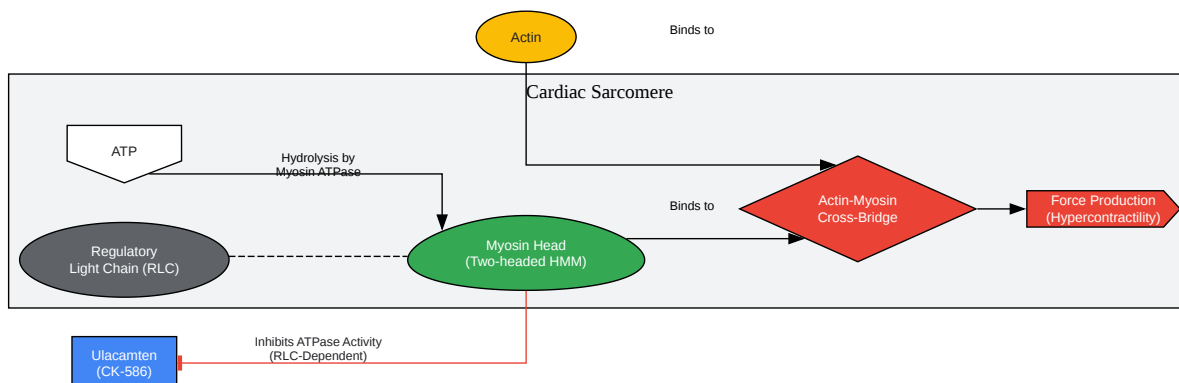 Actin
Binds to
Cardiac Sarcomere
ATP
Hydrolysis by
Myosin ATPase
Actin-Myosin
Cross-Bridge
Force Production
(Hypercontractility)
Binds to
Regulatory
Light Chain (RLC)
Myosin Head
(Two-headed HMM)
Inhibits ATPase Activity
(RLC-Dependent)
Ulacamten
(CK-586)